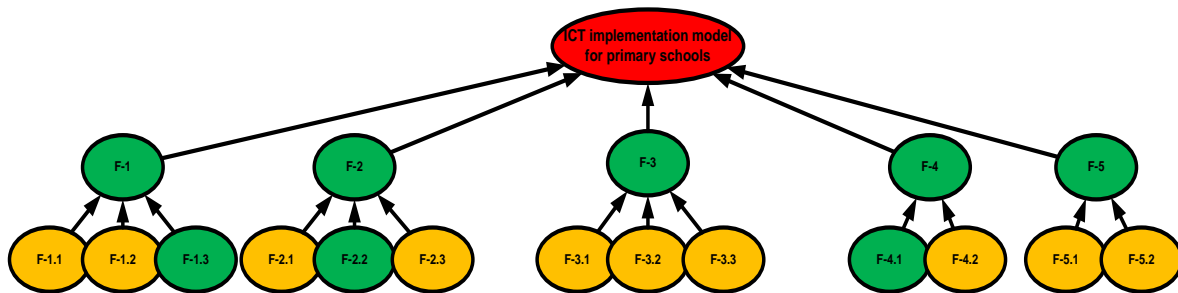 ICT implementation model
for primary schools
F-1
F-2
F-3
F-4
F-5
F-1.1
F-1.2
F-1.3
F-2.1
F-2.2
F-2.3
F-3.1
F-3.2
F-3.3
F-4.1
F-4.2
F-5.1
F-5.2